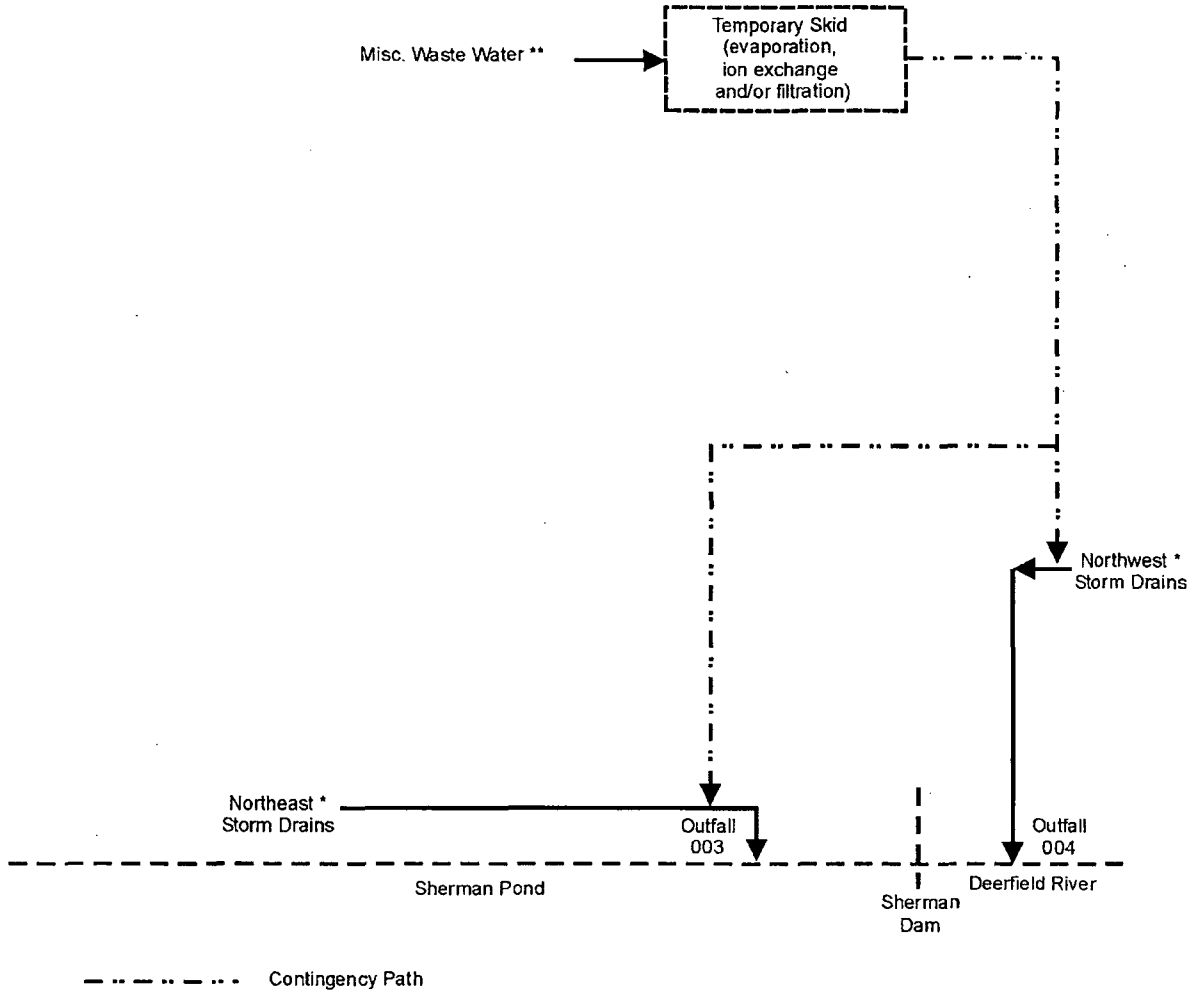 Misc. Waste Water **
Temporary Skid
(evaporation,
ion exchange
and/or filtration)
Northwest *
Storm Drains
Northeast *
Storm Drains
Outfall
003
Outfall
004
Sherman Pond
Sherman
Dam
Deerfield River
Contingency Path